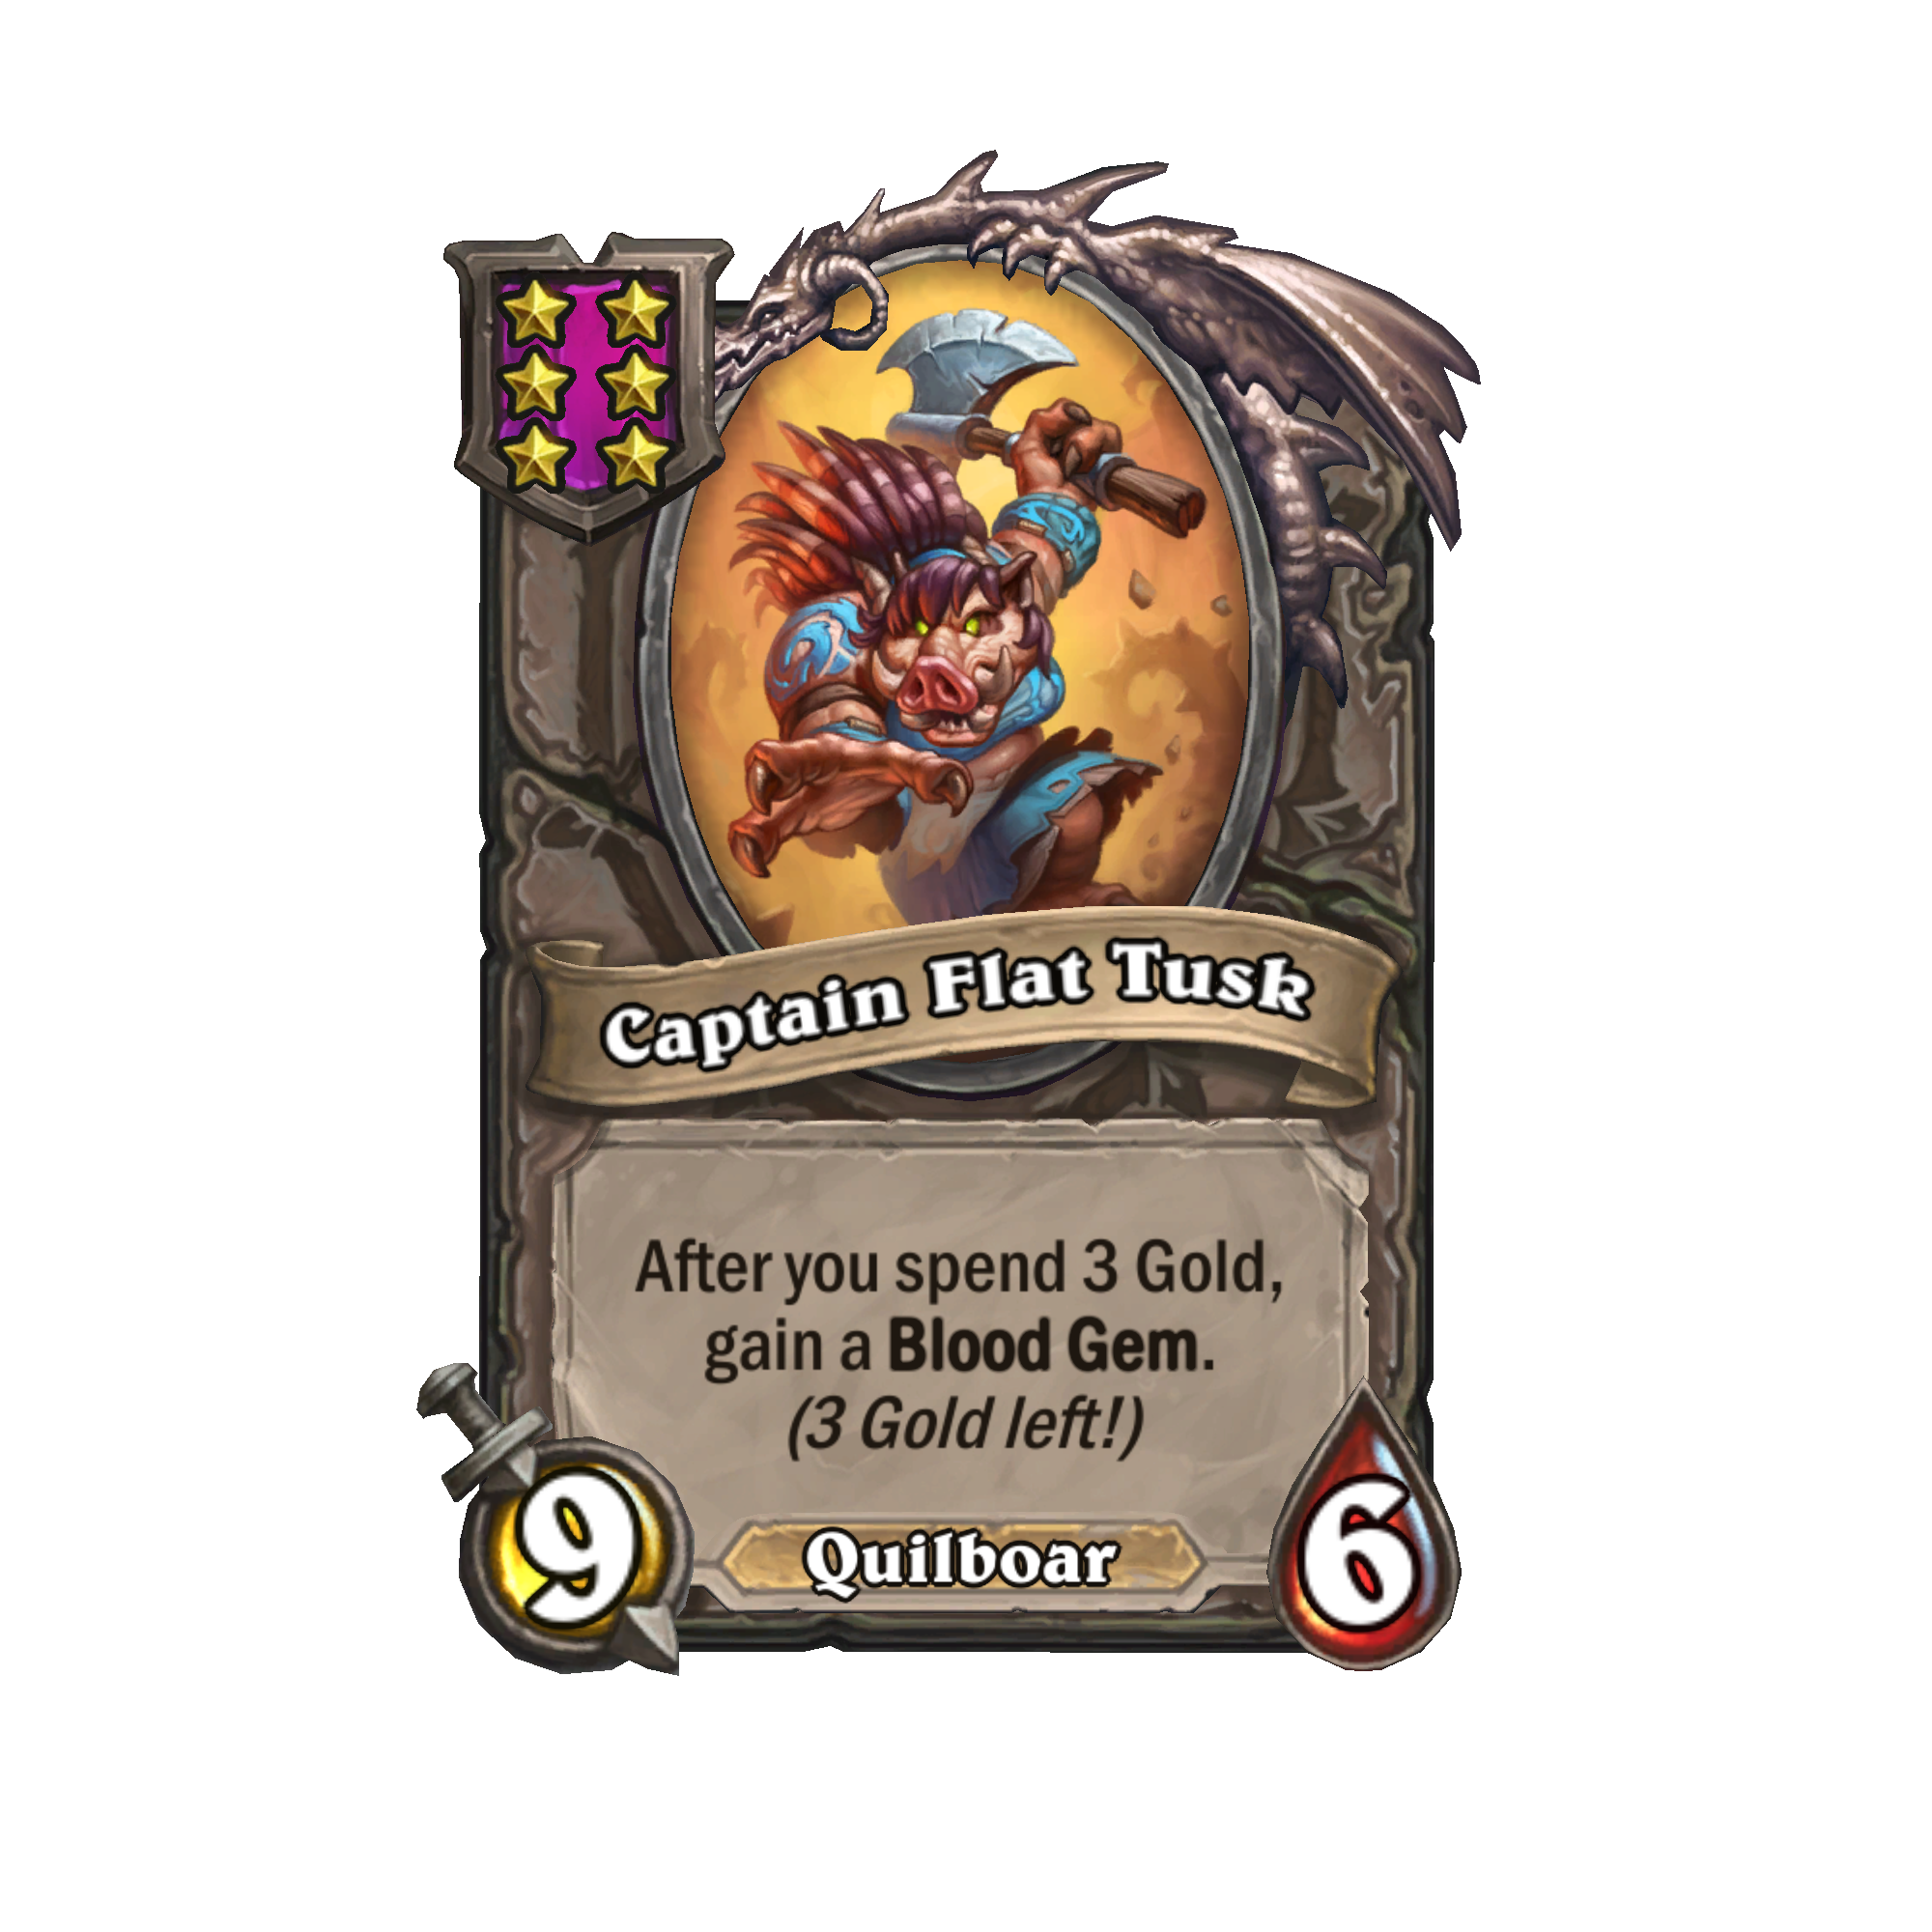 Captain Flat Tusk
After you spend 3 Gold,
gain a Blood Gem.
(3 Gold left!)
9
Quilboar
6